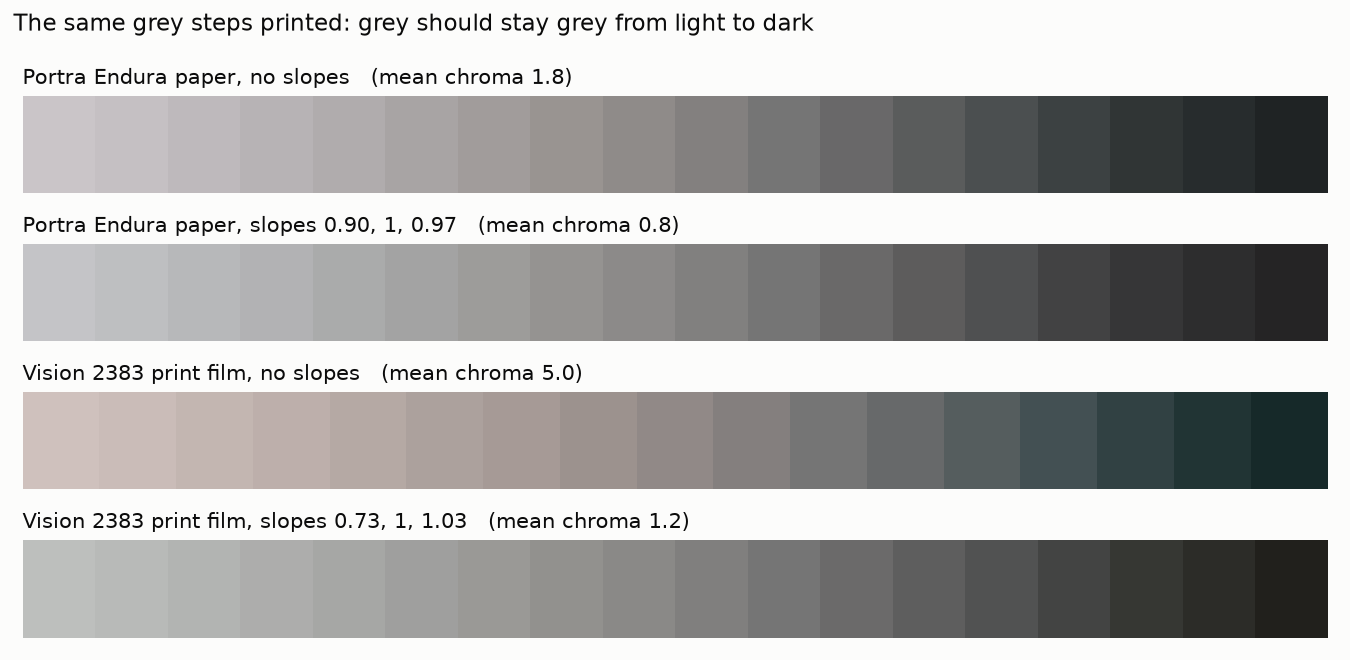 The same grey steps printed: grey should stay grey from light to dark
Portra Endura paper, no slopes (mean chroma 1.8)
Portra Endura paper, slopes 0.90, 1, 0.97 (mean chroma 0.8)
Vision 2383 print film, no slopes (mean chroma 5.0)
Vision 2383 print film, slopes 0.73, 1, 1.03 (mean chroma 1.2)